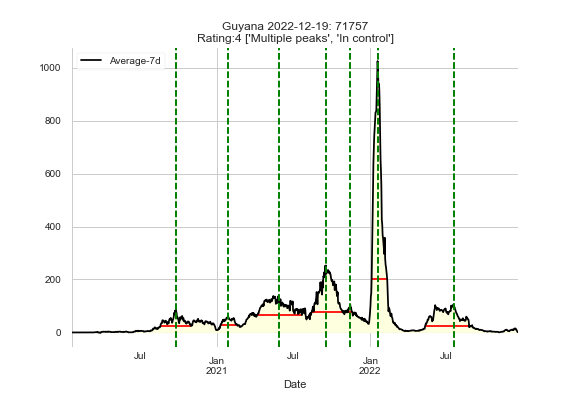 Guyana 2022-12-19: 71757
Rating:4 ['Multiple peaks', 'In control']
Average-7d
1000
800
600
400
200
0
Jul
Jan
2021
Jul
Jan
2022
Jul
Date